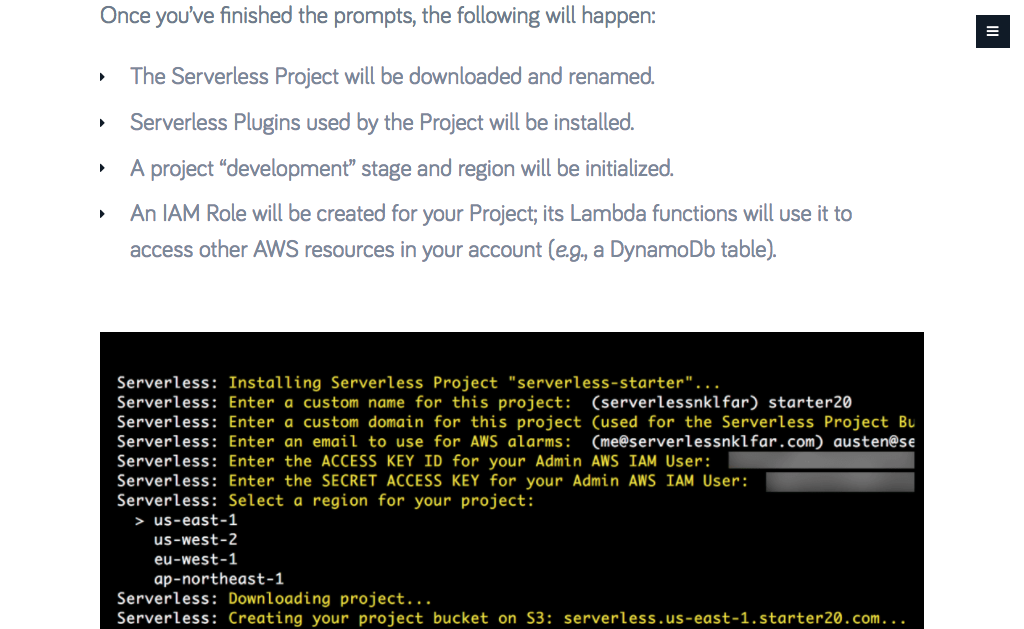 Once you’ve finished the prompts, the following will happen:
The Serverless Project will be downloaded and renamed.
Serverless Plugins used by the Project will be installed.
A project “development” stage and region will be initialized.
An IAM Role will be created for your Project; its Lambda functions will use it to
access other AWS resources in your account (e.g., a DynamoDb table).
Serverless: Installing Serverless Project "serverless-starter"...
Serverless: Enter a custom name for this project:  (serverlessnklfar) starter20
Serverless: Enter a custom domain for this project (used for the Serverless Project Bu
Serverless: Enter an email to use for AWS alarms:  (me@serverlessnklfar.com) austen@se
Serverless: Enter the ACCESS KEY ID for your Admin AWS IAM User:
Serverless: Enter the SECRET ACCESS KEY for your Admin AWS IAM User:
Serverless: Select a region for your project:
> us-east-1
us-west-2
eu-west-1
ap-northeast-1
Serverless: Downloading project...
Serverless: Creating your project bucket on S3: serverless.us-east-1.starter20.com...